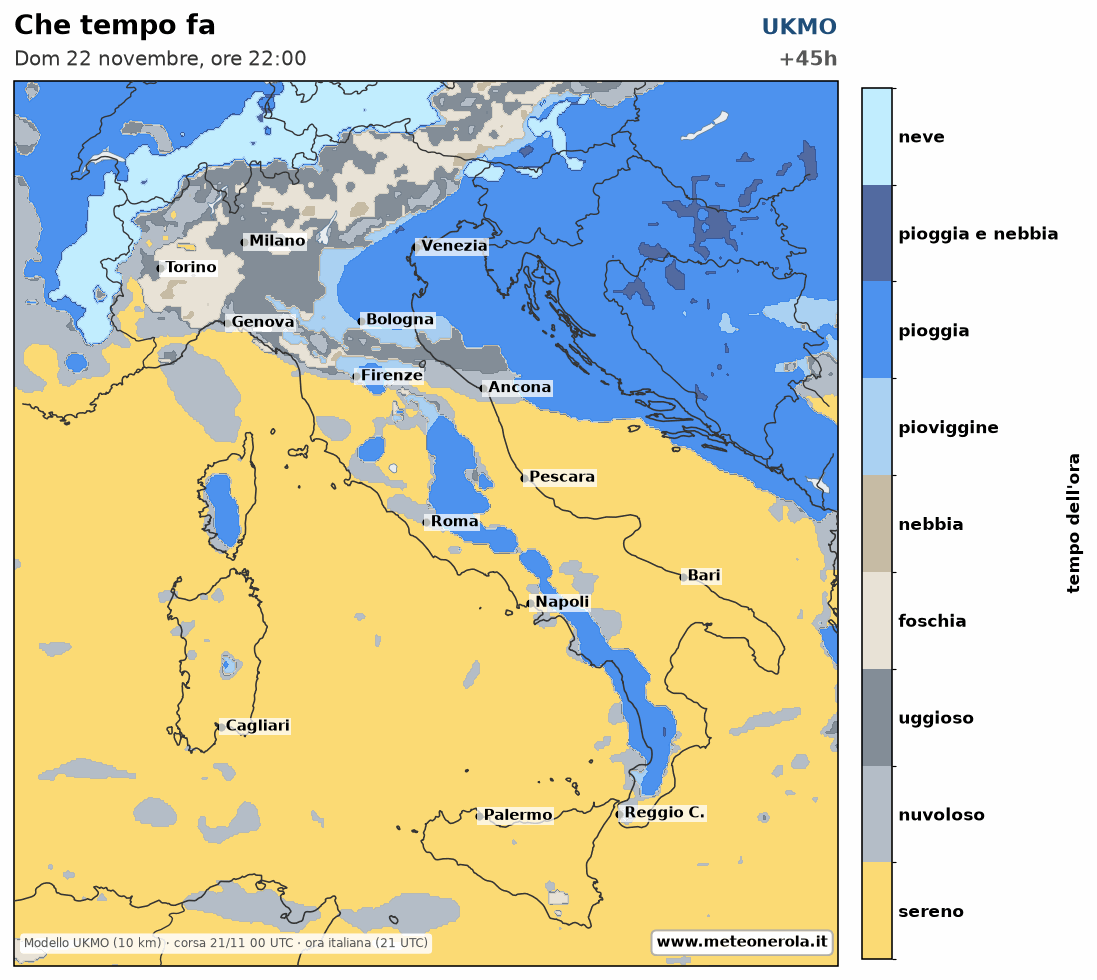 Che tempo fa
UKMO
Dom 22 novembre, ore 22:00
+45h
Milano
Venezia
Torino
Genova
Bologna
Firenze
Ancona
Pescara
Roma
Bari
Napoli
Cagliari
Palermo
Reggio C.
Modello UKMO (10 km) · corsa 21/11 00 UTC · ora italiana (21 UTC)
www.meteonerola.it
neve
pioggia e nebbia
pioggia
pioviggine
nebbia
foschia
uggioso
nuvoloso
sereno
tempo dell'ora